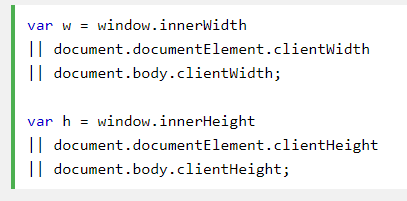 var w = window.innerWidth
|| document.documentElement.clientWidth
|| document.body.clientWidth;
var h = window.innerHeight
|| document.documentElement.clientHeight
|| document.body.clientHeight;